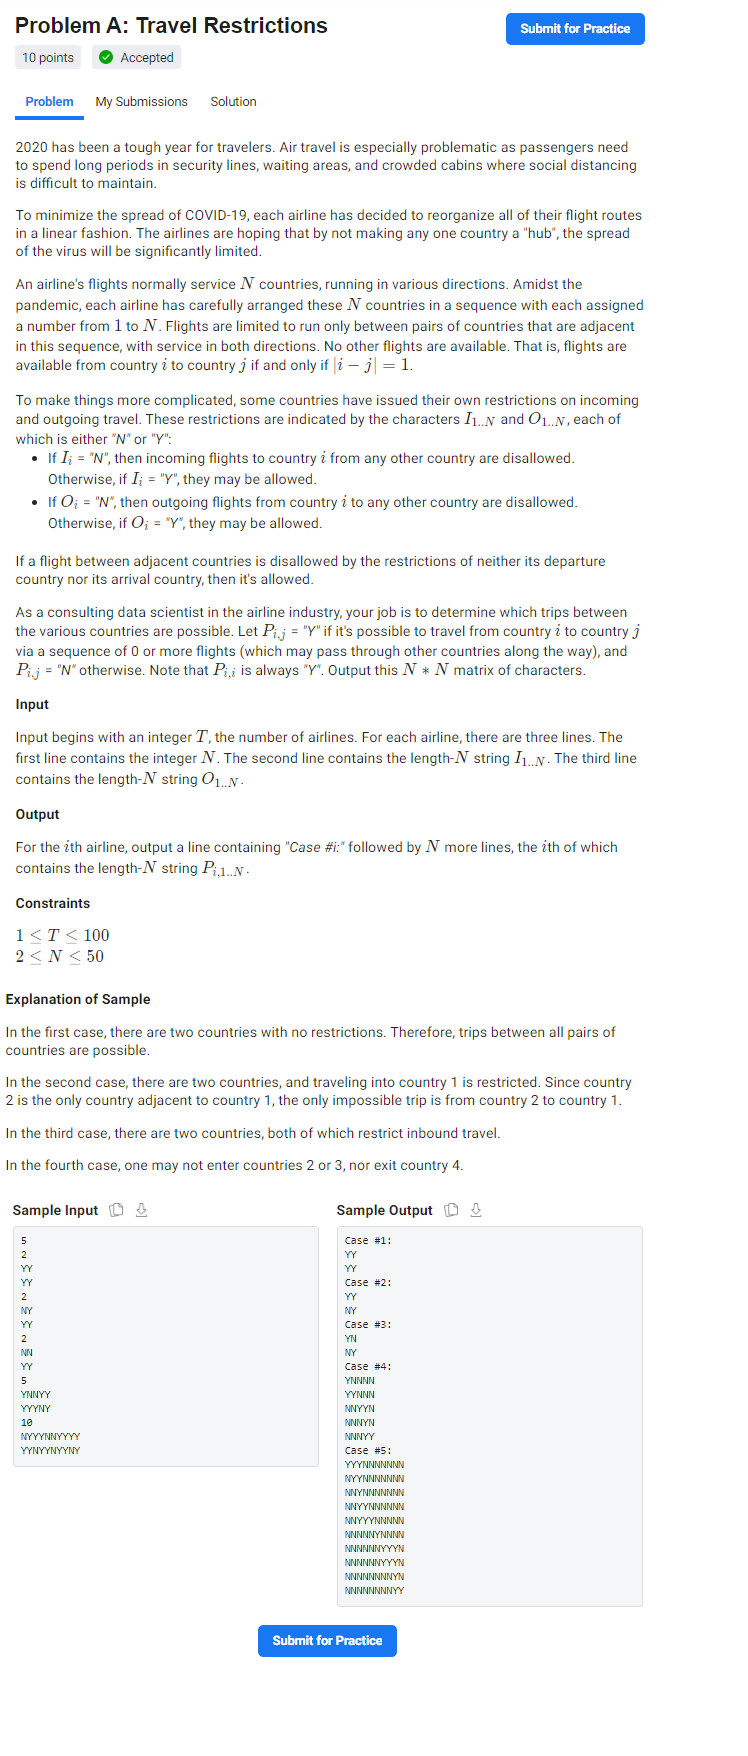 Problem A: Travel Restrictions
Submit for Practice
10 points
Accepted
Problem My Submissions Solution
2020 has been a tough year for travelers. Air travel is especially problematic as passengers need
to spend long periods in security lines, waiting areas, and crowded cabins where social distancing
is difficult to maintain.
To minimize the spread of COVID-19, each airline has decided to reorganize all of their flight routes
in a linear fashion. The airlines are hoping that by not making any one country a "hub", the spread
of the virus will be significantly limited.
An airline's flights normally service N countries, running in various directions. Amidst the
pandemic, each airline has carefully arranged these N countries in a sequence with each assigned
a number from 1 to N. Flights are limited to run only between pairs of countries that are adjacent
in this sequence, with service in both directions. No other flights are available. That is, flights are
available from country i to country j if and only if |i − j| = 1.
To make things more complicated, some countries have issued their own restrictions on incoming
and outgoing travel. These restrictions are indicated by the characters I1..N and O1..N, each of
which is either "N" or "Y":
• If Ii = "N", then incoming flights to country i from any other country are disallowed.
Otherwise, if Ii = "Y", they may be allowed.
• If Oi = "N", then outgoing flights from country i to any other country are disallowed.
Otherwise, if Oi = "Y", they may be allowed.
If a flight between adjacent countries is disallowed by the restrictions of neither its departure
country nor its arrival country, then it's allowed.
As a consulting data scientist in the airline industry, your job is to determine which trips between
the various countries are possible. Let Pi,j = "Y" if it's possible to travel from country i to country j
via a sequence of 0 or more flights (which may pass through other countries along the way), and
Pi,j = "N" otherwise. Note that Pi,i is always "Y". Output this N ∗ N matrix of characters.
Input
Input begins with an integer T, the number of airlines. For each airline, there are three lines. The
first line contains the integer N. The second line contains the length-N string I1..N. The third line
contains the length-N string O1..N.
Output
For the ith airline, output a line containing "Case #i:" followed by N more lines, the ith of which
contains the length-N string Pi,1..N.
Constraints
1 ≤ T ≤ 100
2 ≤ N ≤ 50
Explanation of Sample
In the first case, there are two countries with no restrictions. Therefore, trips between all pairs of
countries are possible.
In the second case, there are two countries, and traveling into country 1 is restricted. Since country
2 is the only country adjacent to country 1, the only impossible trip is from country 2 to country 1.
In the third case, there are two countries, both of which restrict inbound travel.
In the fourth case, one may not enter countries 2 or 3, nor exit country 4.
Sample Input
5
2
YY
YY
2
NY
YY
2
NN
YY
5
YNNYY
YYYNY
10
NYYYNNYYYY
YYNYYNYYNY
Sample Output
Case #1:
YY
YY
Case #2:
YY
NY
Case #3:
YN
NY
Case #4:
YNNNN
YYNNN
NNYYN
NNNYN
NNNYY
Case #5:
YYYNNNNNNN
NYYNNNNNNN
NNYNNNNNNN
NNYYNNNNNN
NNYYYNNNNN
NNNNNYNNNN
NNNNNNYYYN
NNNNNNYYYN
NNNNNNNNYN
NNNNNNNNYY
Submit for Practice